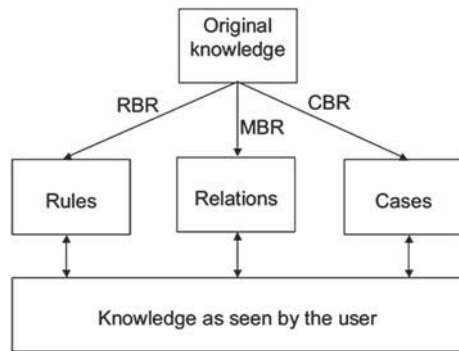 Original
knowledge
RBR
CBR
MBR
Rules
Relations
Cases
Knowledge as seen by the user